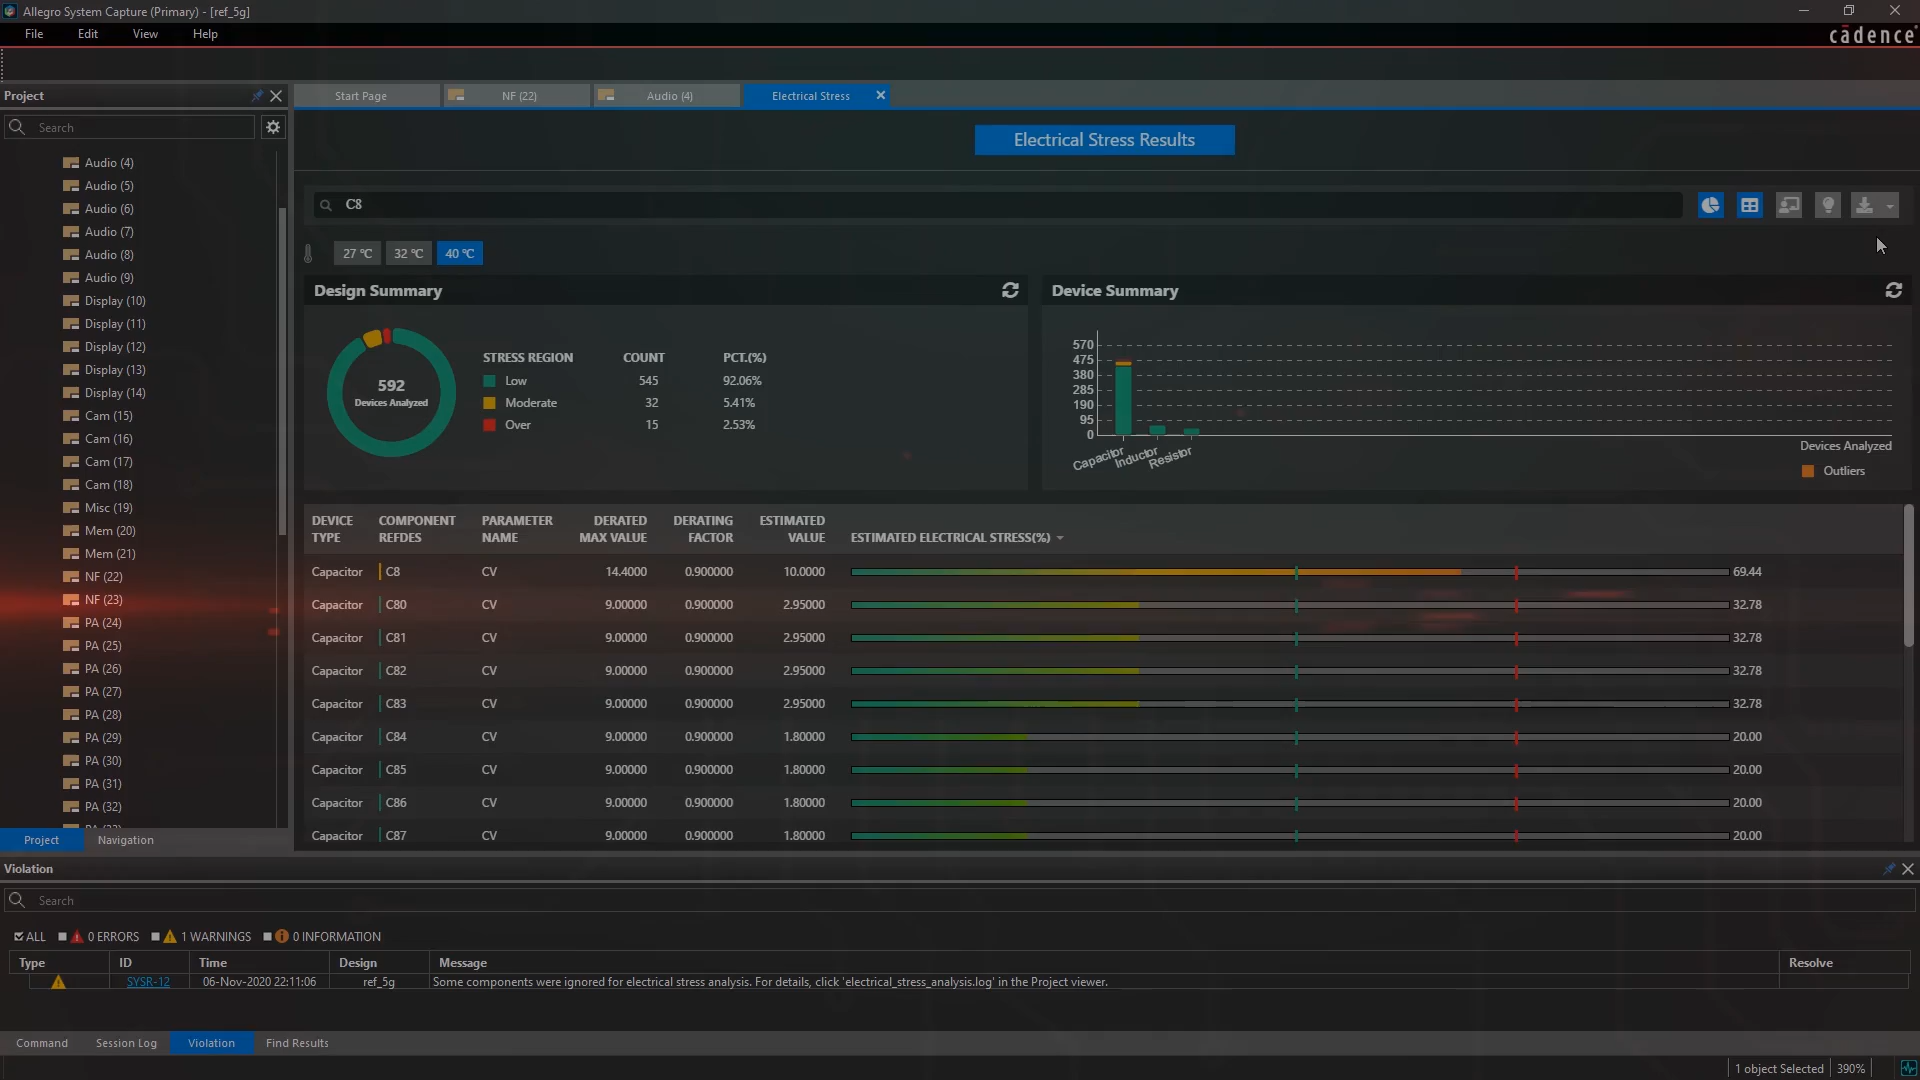 Allegro System Capture (Primary) - [ref_5g]
File Edit View Help
cādence
Project
Start Page NF (22) Audio (4) Electrical Stress
Search
Electrical Stress Results
Audio (4)
Audio (5)
Audio (6)
Audio (7)
Audio (8)
Audio (9)
Display (10)
Display (11)
Display (12)
Display (13)
Display (14)
Cam (15)
Cam (16)
Cam (17)
Cam (18)
Misc (19)
Mem (20)
Mem (21)
NF (22)
NF (23)
PA (24)
PA (25)
PA (26)
PA (27)
PA (28)
PA (29)
PA (30)
PA (31)
PA (32)
Project Navigation
C8
27 °C 32 °C 40 °C
Design Summary
592
Devices Analyzed
STRESS REGION COUNT PCT.(%)
Low 545 92.06%
Moderate 32 5.41%
Over 15 2.53%
Device Summary
570
475
380
285
190
95
0
Capacitor Inductor Resistor
Devices Analyzed
Outliers
DEVICE TYPE COMPONENT REFDES PARAMETER NAME DERATED MAX VALUE DERATING FACTOR ESTIMATED VALUE ESTIMATED ELECTRICAL STRESS(%)
Capacitor C8 CV 14.4000 0.900000 10.0000 69.44
Capacitor C80 CV 9.00000 0.900000 2.95000 32.78
Capacitor C81 CV 9.00000 0.900000 2.95000 32.78
Capacitor C82 CV 9.00000 0.900000 2.95000 32.78
Capacitor C83 CV 9.00000 0.900000 2.95000 32.78
Capacitor C84 CV 9.00000 0.900000 1.80000 20.00
Capacitor C85 CV 9.00000 0.900000 1.80000 20.00
Capacitor C86 CV 9.00000 0.900000 1.80000 20.00
Capacitor C87 CV 9.00000 0.900000 1.80000 20.00
Violation
Search
ALL 0 ERRORS 1 WARNINGS 0 INFORMATION
Type ID Time Design Message Resolve
SYSR-12 06-Nov-2020 22:11:06 ref_5g Some components were ignored for electrical stress analysis. For details, click 'electrical_stress_analysis.log' in the Project viewer.
Command Session Log Violation Find Results
1 object Selected 390%